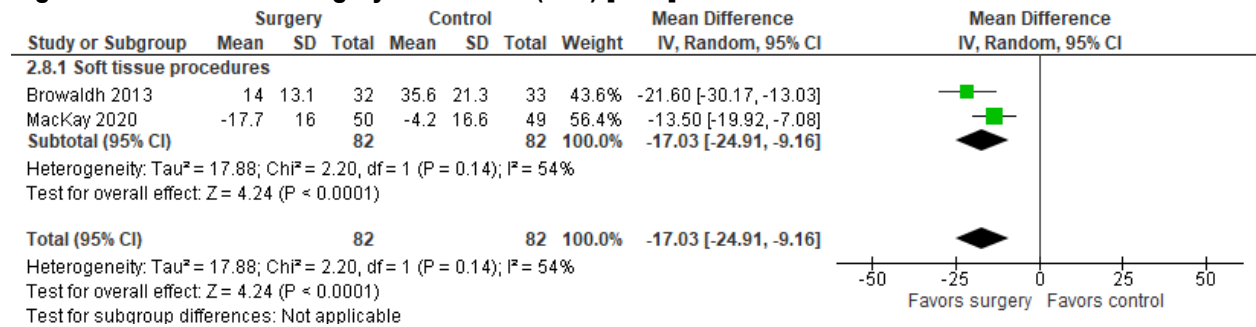 Surgery Control Mean Difference Mean Difference
Study or Subgroup Mean SD Total Mean SD Total Weight IV, Random, 95% CI IV, Random, 95% CI
2.8.1 Soft tissue procedures
Browaldh 2013 14 13.1 32 35.6 21.3 33 43.6% -21.60 [-30.17, -13.03]
MacKay 2020 -17.7 16 50 -4.2 16.6 49 56.4% -13.50 [-19.92, -7.08]
Subtotal (95% CI) 82 82 100.0% -17.03 [-24.91, -9.16]
Heterogeneity: Tau² = 17.88; Chi² = 2.20, df = 1 (P = 0.14); I² = 54%
Test for overall effect: Z = 4.24 (P < 0.0001)
Total (95% CI) 82 82 100.0% -17.03 [-24.91, -9.16]
Heterogeneity: Tau² = 17.88; Chi² = 2.20, df = 1 (P = 0.14); I² = 54%
Test for overall effect: Z = 4.24 (P < 0.0001)
Test for subgroup differences: Not applicable
-50 -25 0 25 50
Favors surgery Favors control